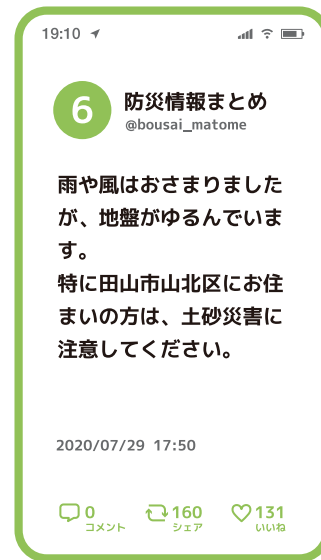 19:10
6
防災情報まとめ
@bousai_matome
雨や風はおさまりました
が、地盤がゆるんでいま
す。
特に田山市山北区にお住
まいの方は、土砂災害に
注意してください。
2020/07/29 17:50
0 コメント 160 シェア 131 いいね